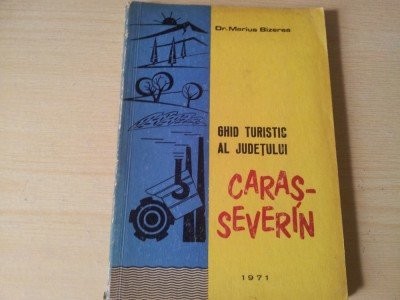 Dr. Marius Bizerea
GHID TURISTIC
AL JUDEȚULUI
CARAȘ-
SEVERIN
1971